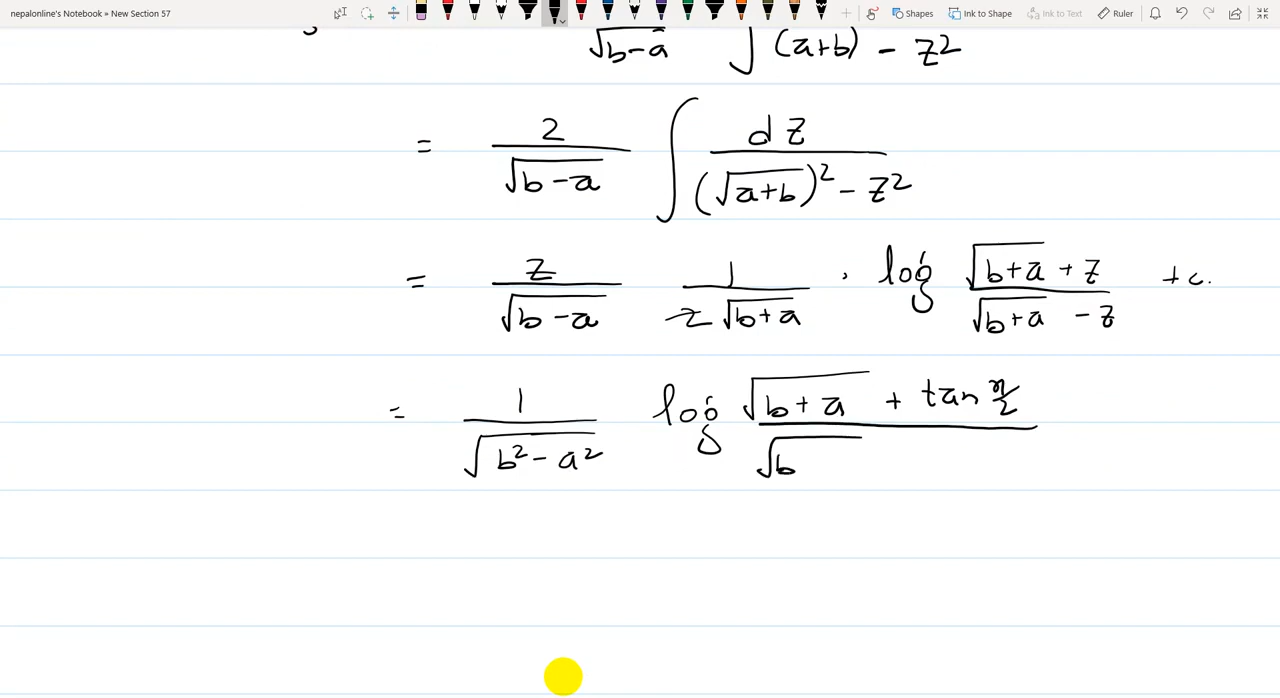 nepalonline's Notebook » New Section 57
Shapes Ink to Shape Ink to Text Ruler
√(b-a) ∫ (a+b) - z²
= 2/√(b-a) ∫ dz/((√(a+b))² - z²)
= 2/√(b-a) 1/(2√(b+a)) · log (√(b+a) + z)/(√(b+a) - z) + c.
= 1/√(b² - a²) log (√(b+a) + tan x/2)/(√b